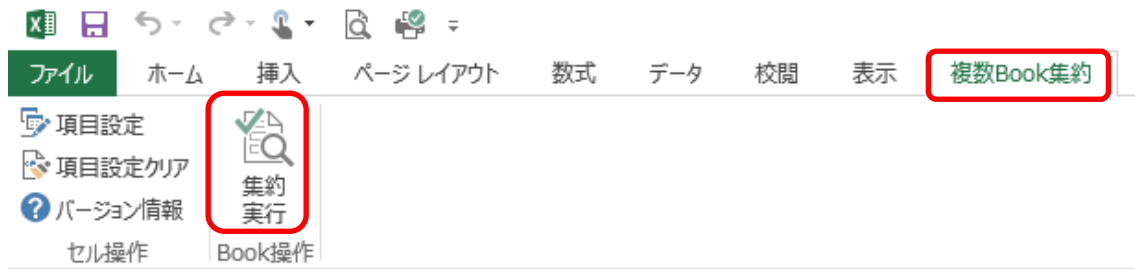 ファイル ホーム 挿入 ページ レイアウト 数式 データ 校閲 表示 複数Book集約
項目設定
項目設定クリア
バージョン情報
セル操作
集約
実行
Book操作